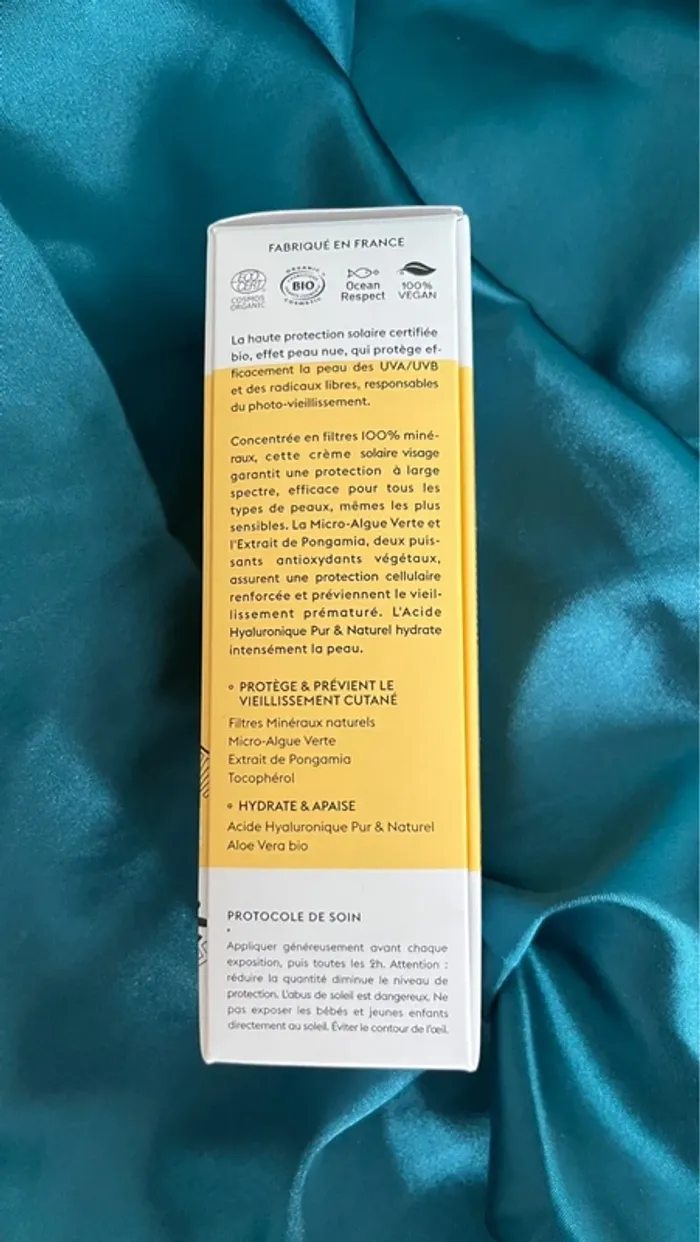 FABRIQUÉ EN FRANCE
ECO
CERT
COSMOS
ORGANIC
ORGANIC
BIO
COSMETIC
Ocean
Respect
100%
VEGAN
La haute protection solaire certifiée
bio, effet peau nue, qui protège ef-
ficacement la peau des UVA/UVB
et des radicaux libres, responsables
du photo-vieillissement.
Concentrée en filtres 100% miné-
raux, cette crème solaire visage
garantit une protection à large
spectre, efficace pour tous les
types de peaux, mêmes les plus
sensibles. La Micro-Algue Verte et
l'Extrait de Pongamia, deux puis-
sants antioxydants végétaux,
assurent une protection cellulaire
renforcée et préviennent le vieil-
lissement prématuré. L'Acide
Hyaluronique Pur & Naturel hydrate
intensément la peau.
° PROTÈGE & PRÉVIENT LE
VIEILLISSEMENT CUTANÉ
Filtres Minéraux naturels
Micro-Algue Verte
Extrait de Pongamia
Tocophérol
° HYDRATE & APAISE
Acide Hyaluronique Pur & Naturel
Aloe Vera bio
PROTOCOLE DE SOIN
Appliquer généreusement avant chaque
exposition, puis toutes les 2h. Attention :
réduire la quantité diminue le niveau de
protection. L'abus de soleil est dangereux. Ne
pas exposer les bébés et jeunes enfants
directement au soleil. Éviter le contour de l'œil.